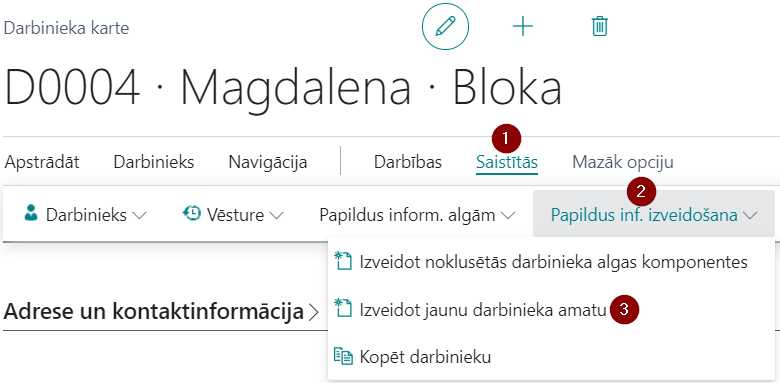 Darbinieka karte
D0004 · Magdalena · Bloka
1
Apstrādāt Darbinieks Navigācija Darbības Saistītās Mazāk opciju
2
Darbinieks Vēsture Papildus inform. algām Papildus inf. izveidošana
Izveidot noklusētās darbinieka algas komponentes
Adrese un kontaktinformācija
Izveidot jaunu darbinieka amatu 3
Kopēt darbinieku